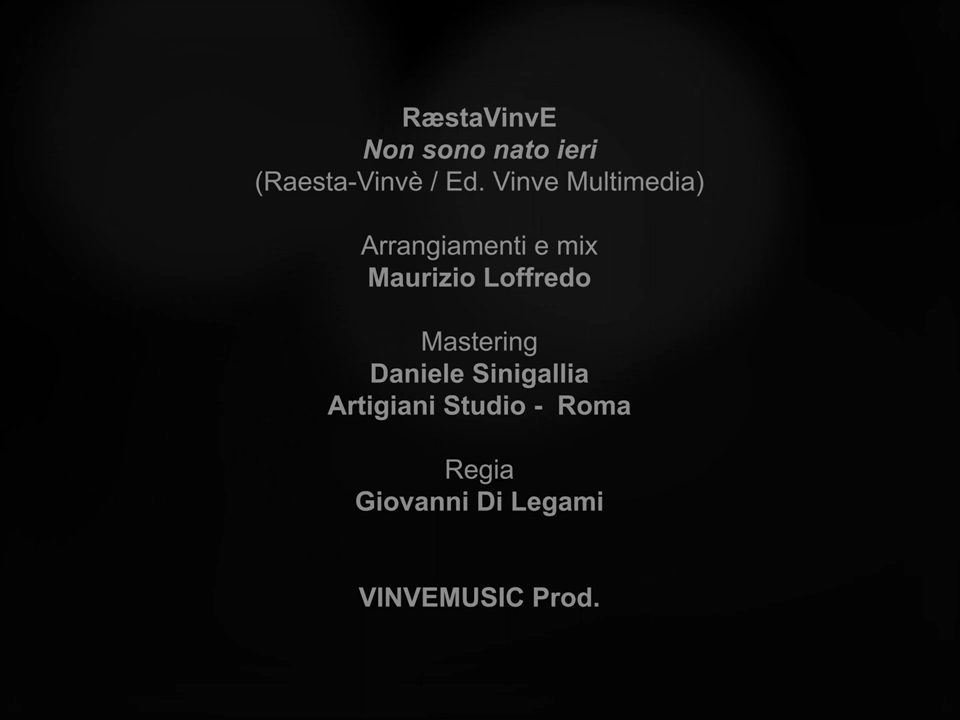 RæstaVinvE
Non sono nato ieri
(Raesta-Vinvè / Ed. Vinve Multimedia)
Arrangiamenti e mix
Maurizio Loffredo
Mastering
Daniele Sinigallia
Artigiani Studio - Roma
Regia
Giovanni Di Legami
VINVEMUSIC Prod.